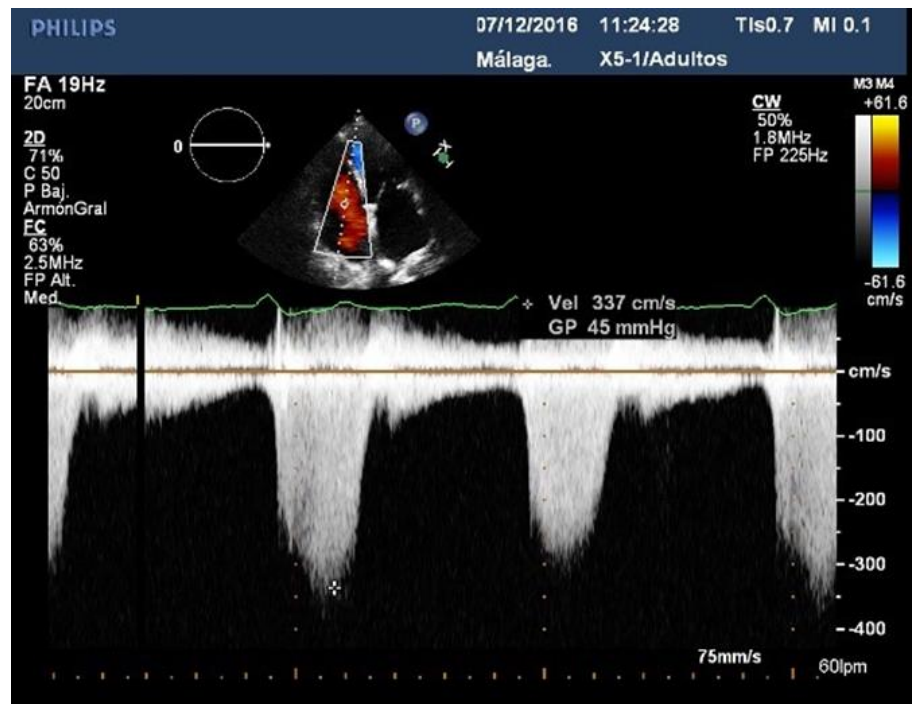 PHILIPS
07/12/2016 11:24:28 TIs0.7 MI 0.1
Málaga. X5-1/Adultos
FA 19Hz
20cm
2D
71%
C 50
P Baj.
ArmónGral
FC
63%
2.5MHz
FP Alt.
Med.
0
P
CW
50%
1.8MHz
FP 225Hz
M3 M4
+61.6
-61.6
cm/s
Vel 337 cm/s
GP 45 mmHg
cm/s
-100
-200
-300
-400
75mm/s
60lpm